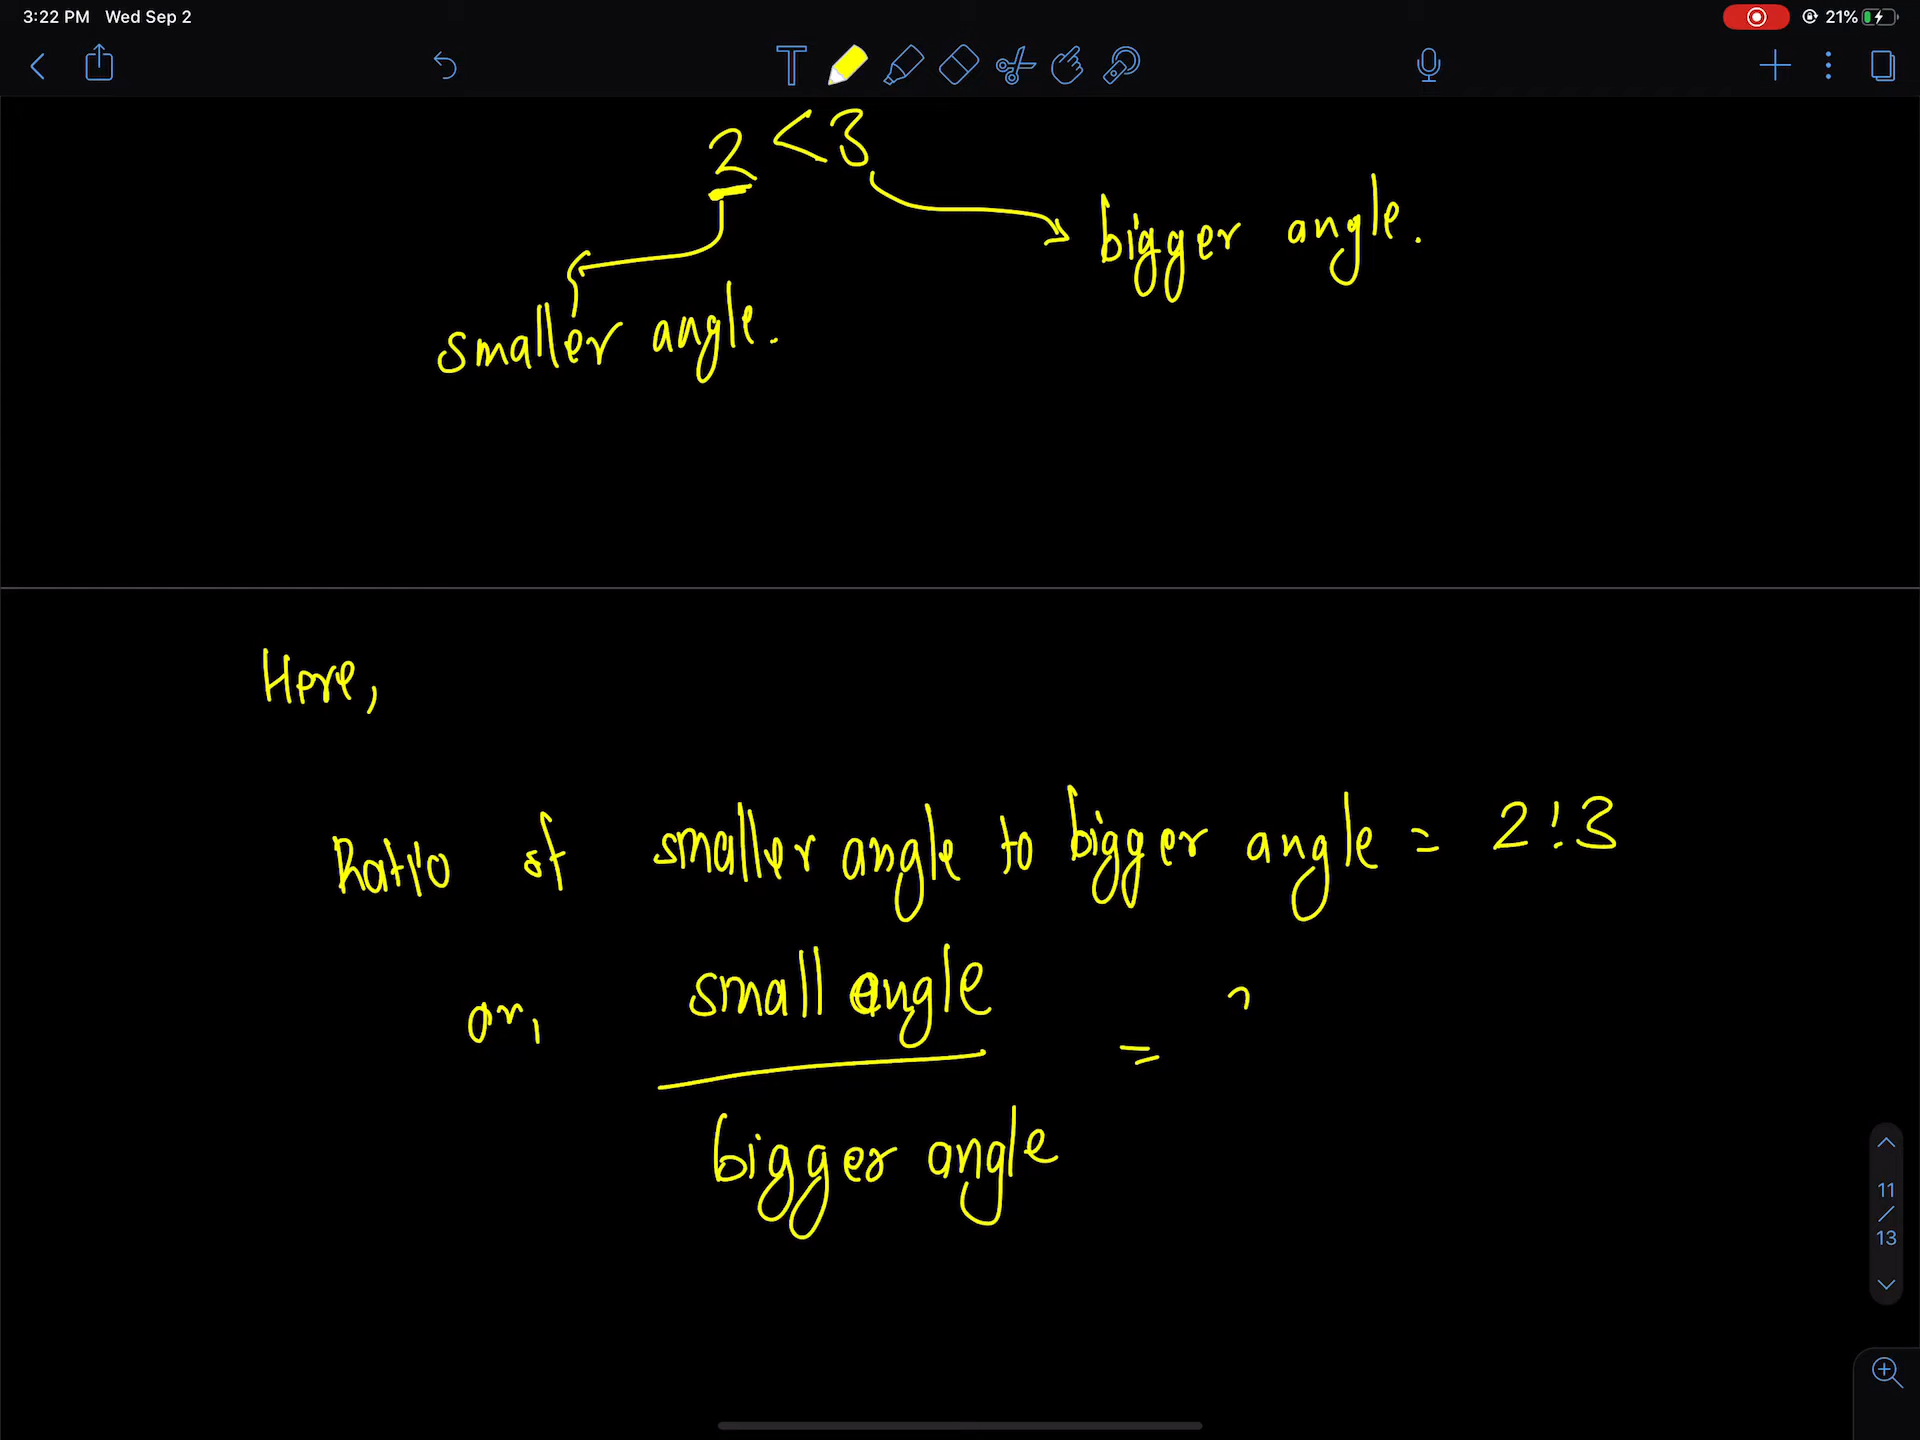 3:22 PM Wed Sep 2
21%
2 < 3
bigger angle.
smaller angle.
Here,
Ratio of smaller angle to bigger angle = 2:3
or, small angle
=
bigger angle
11
/
13